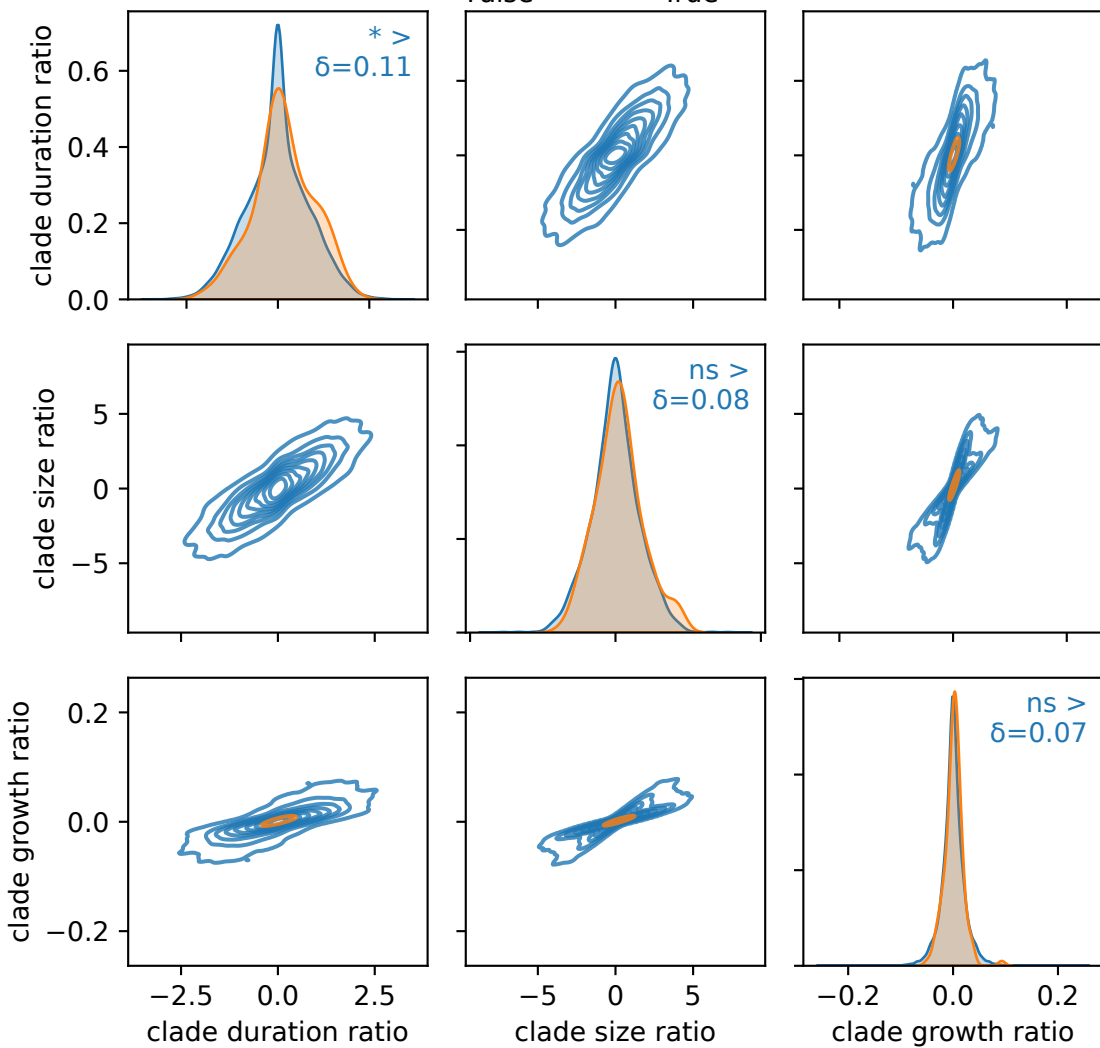 clade duration ratio
0.6
0.4
0.2
0.0
* >
δ=0.11
clade size ratio
5
0
−5
ns >
δ=0.08
clade growth ratio
0.2
0.0
−0.2
ns >
δ=0.07
−2.5 0.0 2.5
−5 0 5
−0.2 0.0 0.2
clade duration ratio
clade size ratio
clade growth ratio